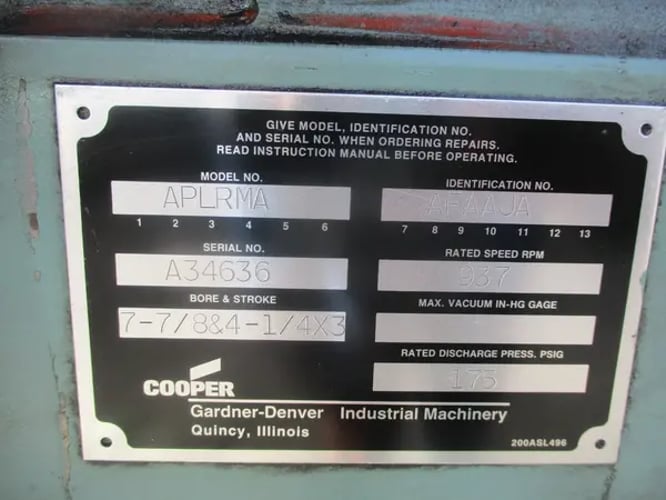 GIVE MODEL, IDENTIFICATION NO.
AND SERIAL NO. WHEN ORDERING REPAIRS.
READ INSTRUCTION MANUAL BEFORE OPERATING.
MODEL NO.
APLRMA
1 2 3 4 5 6
IDENTIFICATION NO.
7 8 9 10 11 12 13
SERIAL NO.
A34636
RATED SPEED RPM
937
BORE & STROKE
7-7/8&4-1/4X3
MAX. VACUUM IN-HG GAGE
RATED DISCHARGE PRESS. PSIG
175
COOPER
Gardner-Denver Industrial Machinery
Quincy, Illinois
200ASL496